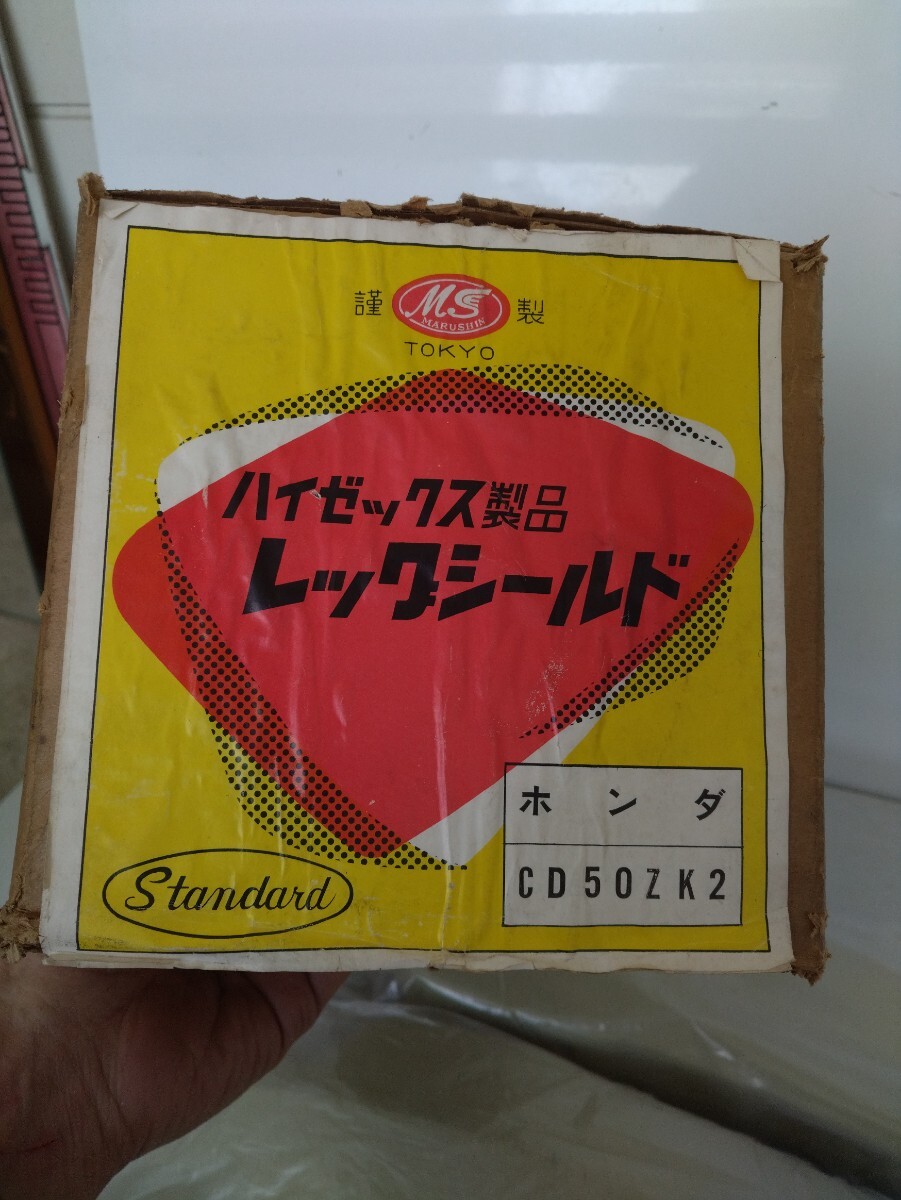 謹 MS 製
MARUSHIN
TOKYO
ハイゼックス製品
レッグシールド
ホンダ
CD50ZK2
Standard